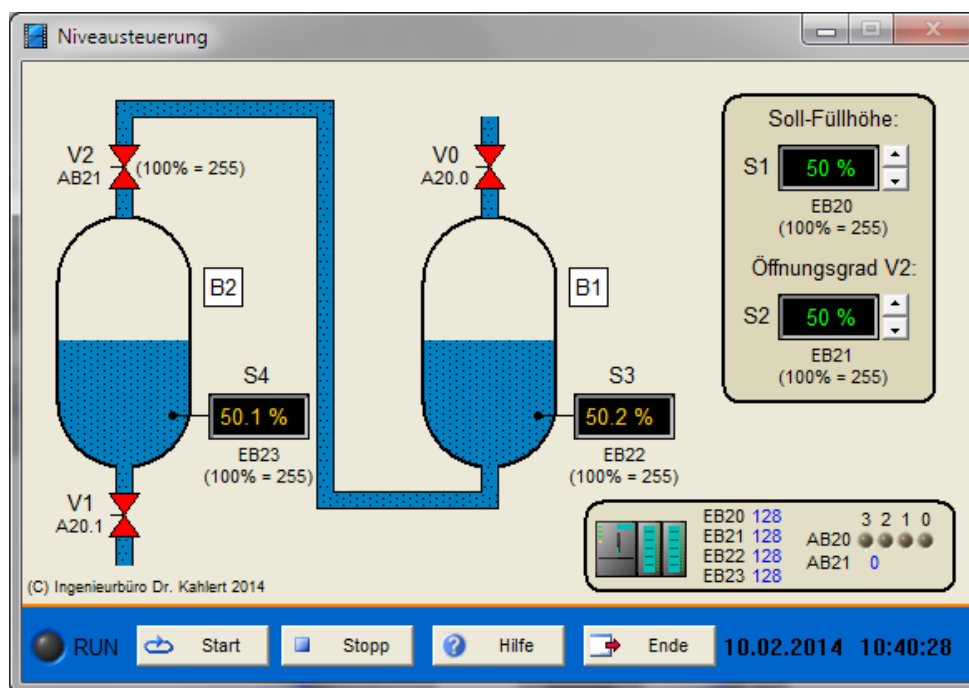 Niveausteuerung
V2
AB21
(100% = 255)
V0
A20.0
Soll-Füllhöhe:
S1
50 %
EB20
(100% = 255)
B2
B1
Öffnungsgrad V2:
S2
50 %
EB21
(100% = 255)
S4
50.1 %
EB23
(100% = 255)
S3
50.2 %
EB22
(100% = 255)
V1
A20.1
EB20 128
EB21 128
EB22 128
EB23 128
3 2 1 0
AB20
AB21 0
(C) Ingenieurbüro Dr. Kahlert 2014
RUN
Start
Stopp
Hilfe
Ende
10.02.2014 10:40:28